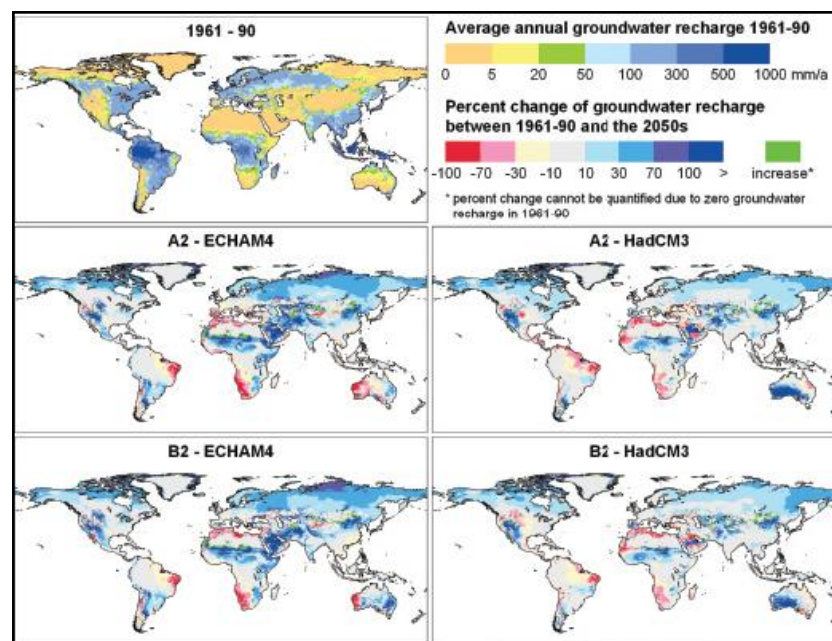 1961 - 90
Average annual groundwater recharge 1961-90
0 5 20 50 100 300 500 1000 mm/a
Percent change of groundwater recharge
between 1961-90 and the 2050s
-100 -70 -30 -10 10 30 70 100 > increase*
* percent change cannot be quantified due to zero groundwater
recharge in 1961-90
A2 - ECHAM4
A2 - HadCM3
B2 - ECHAM4
B2 - HadCM3